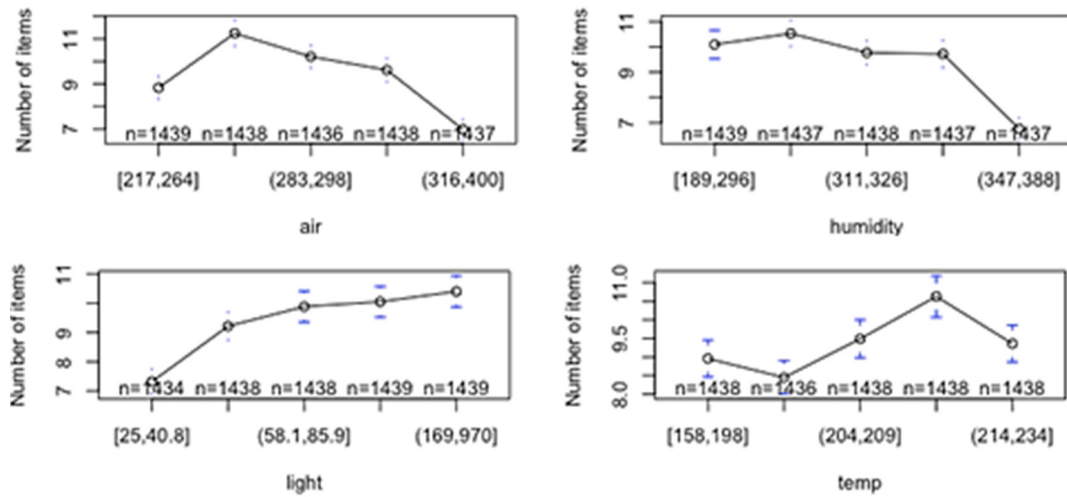 Number of items
11
9
7
n=1439 n=1438 n=1436 n=1438 n=1437
[217,264] (283,298] (316,400]
air
Number of items
11
9
7
n=1439 n=1437 n=1438 n=1437 n=1437
[189,296] (311,326] (347,388]
humidity
Number of items
11
9
8
7
n=1434 n=1438 n=1438 n=1439 n=1439
[25,40.8] (58.1,85.9] (169,970]
light
Number of items
11.0
9.5
8.0
n=1438 n=1436 n=1438 n=1438 n=1438
[158,198] (204,209] (214,234]
temp